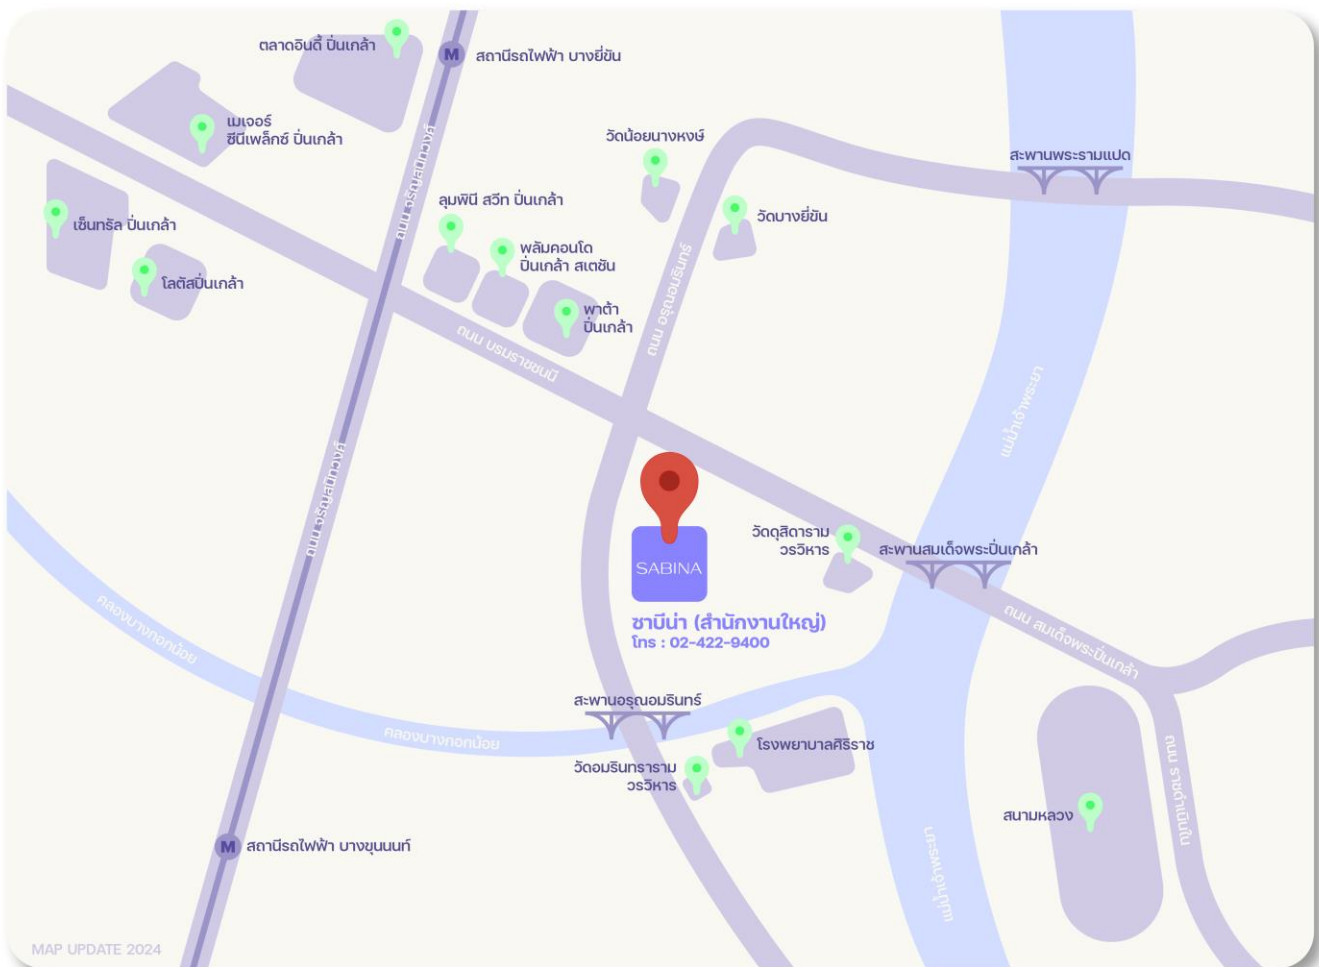 ตลาดอินดี้ ปิ่นเกล้า
M
สถานีรถไฟฟ้า บางยี่ขัน
เมเจอร์
ซีนีเพล็กซ์ ปิ่นเกล้า
ถนน จรัญสนิทวงศ์
วัดน้อยนางหงษ์
สะพานพระรามแปด
เซ็นทรัล ปิ่นเกล้า
โลตัสปิ่นเกล้า
ลุมพินี สวีท ปิ่นเกล้า
พลัมคอนโด
ปิ่นเกล้า สเตชัน
พาต้า
ปิ่นเกล้า
วัดบางยี่ขัน
ถนน อรุณอมรินทร์
ถนน บรมราชชนนี
แม่น้ำเจ้าพระยา
ถนน จรัญสนิทวงศ์
SABINA
ซาบีน่า (สำนักงานใหญ่)
โทร : 02-422-9400
วัดดุสิดาราม
วรวิหาร
สะพานสมเด็จพระปิ่นเกล้า
ถนน สมเด็จพระปิ่นเกล้า
คลองบางกอกน้อย
คลองบางกอกน้อย
สะพานอรุณอมรินทร์
โรงพยาบาลศิริราช
วัดอมรินทราราม
วรวิหาร
สนามหลวง
ถนน ราชดำเนินใน
แม่น้ำเจ้าพระยา
M
สถานีรถไฟฟ้า บางขุนนนท์
MAP UPDATE 2024